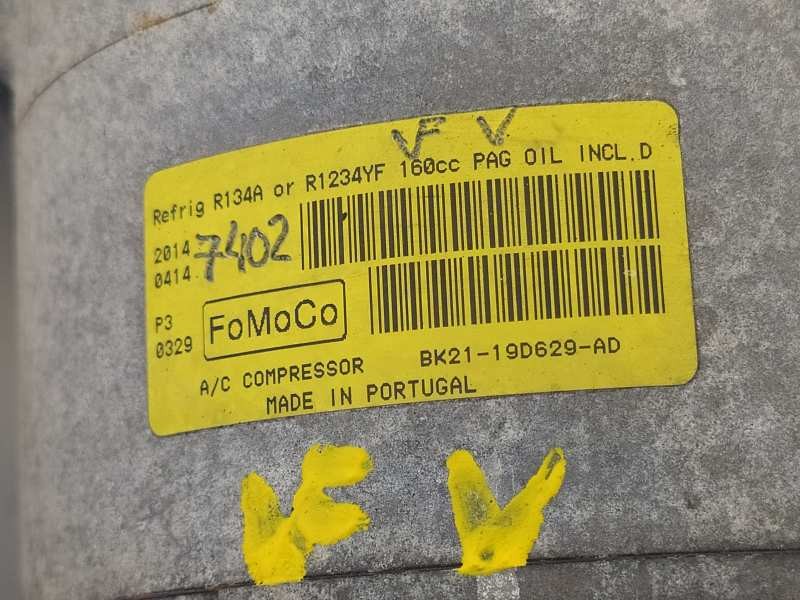 VF V
Refrig R134A or R1234YF 160cc PAG OIL INCL.D
2014
0414
7402
P3
0329
FoMoCo
A/C COMPRESSOR BK21-19D629-AD
MADE IN PORTUGAL
VF V